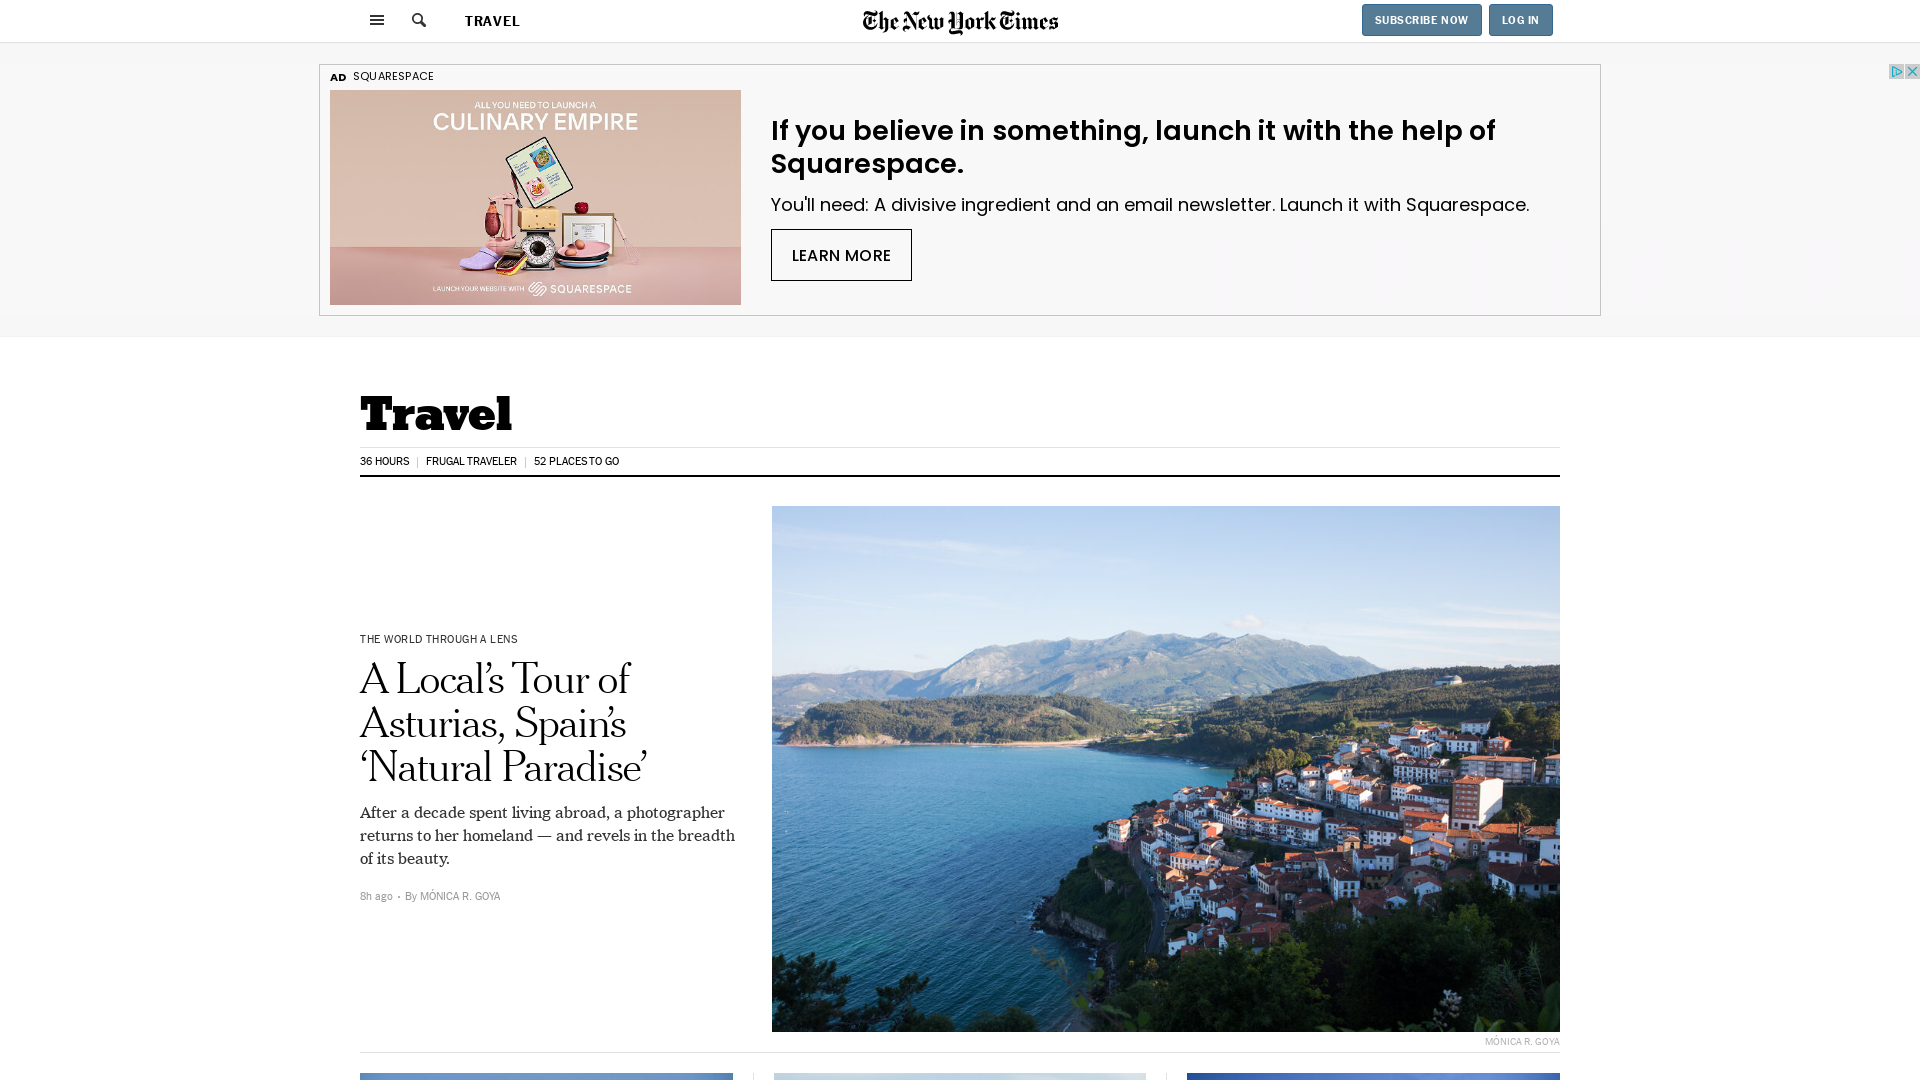 TRAVEL
The New York Times
SUBSCRIBE NOW
LOG IN
AD SQUARESPACE
ALL YOU NEED TO LAUNCH A
CULINARY EMPIRE
LAUNCH YOUR WEBSITE WITH SQUARESPACE
If you believe in something, launch it with the help of
Squarespace.
You'll need: A divisive ingredient and an email newsletter. Launch it with Squarespace.
LEARN MORE
Travel
36 HOURS
FRUGAL TRAVELER
52 PLACES TO GO
THE WORLD THROUGH A LENS
A Local’s Tour of
Asturias, Spain’s
‘Natural Paradise’
After a decade spent living abroad, a photographer
returns to her homeland — and revels in the breadth
of its beauty.
8h ago • By MÓNICA R. GOYA
MÓNICA R. GOYA